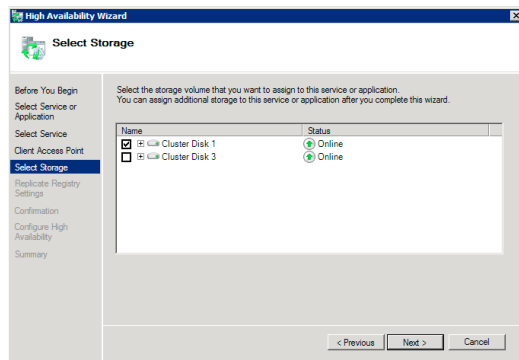 High Availability Wizard
Select Storage
Before You Begin
Select Service or
Application
Select Service
Client Access Point
Select Storage
Replicate Registry
Settings
Confirmation
Configure High
Availability
Summary
Select the storage volume that you want to assign to this service or application.
You can assign additional storage to this service or application after you complete this wizard.
Name Status
Cluster Disk 1 Online
Cluster Disk 3 Online
< Previous Next > Cancel